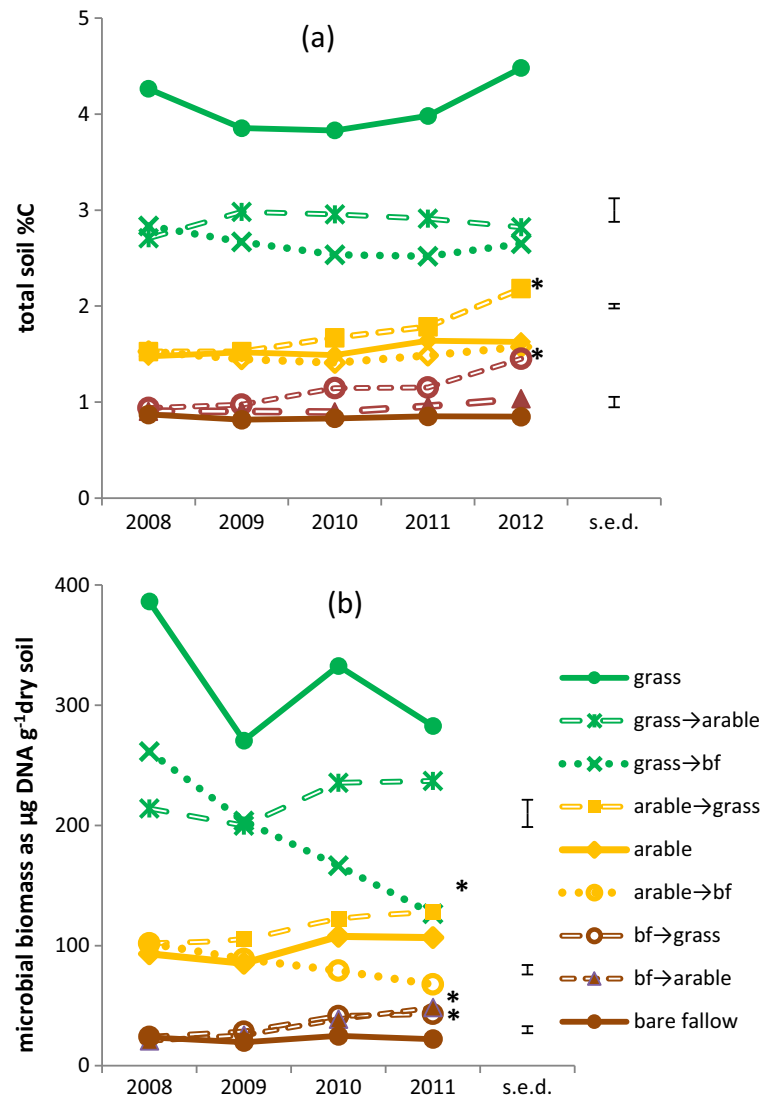 (a)
total soil %C
5
4
3
2
1
0
*
*
2008 2009 2010 2011 2012 s.e.d.
(b)
microbial biomass as µg DNA g⁻¹dry soil
400
300
200
100
0
*
*
*
2008 2009 2010 2011 s.e.d.
grass
grass→arable
grass→bf
arable→grass
arable
arable→bf
bf→grass
bf→arable
bare fallow